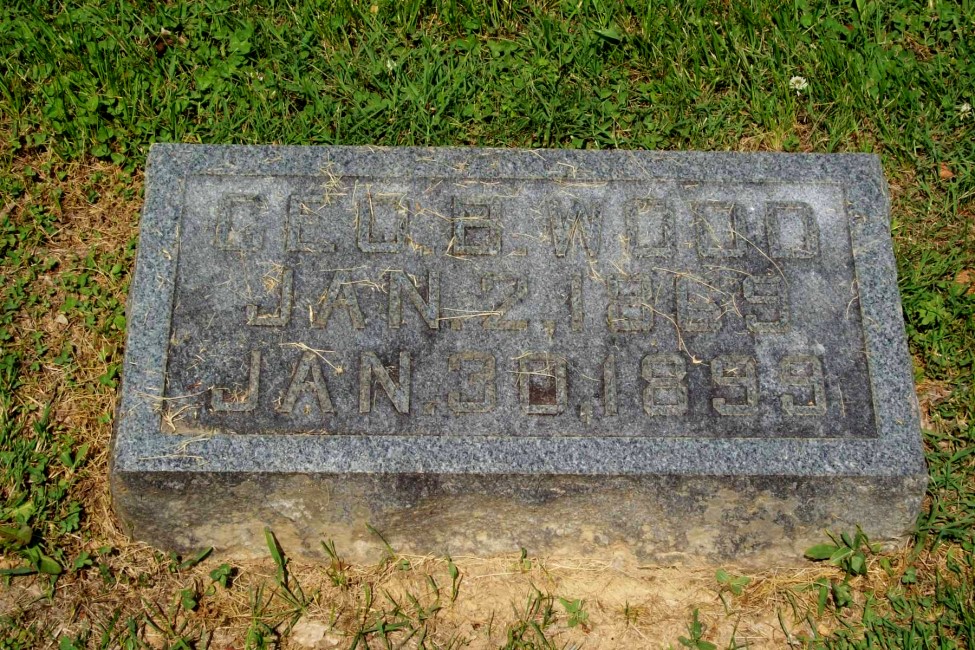 GEO. B. WOOD
JAN. 2, 1869
JAN. 30, 1899